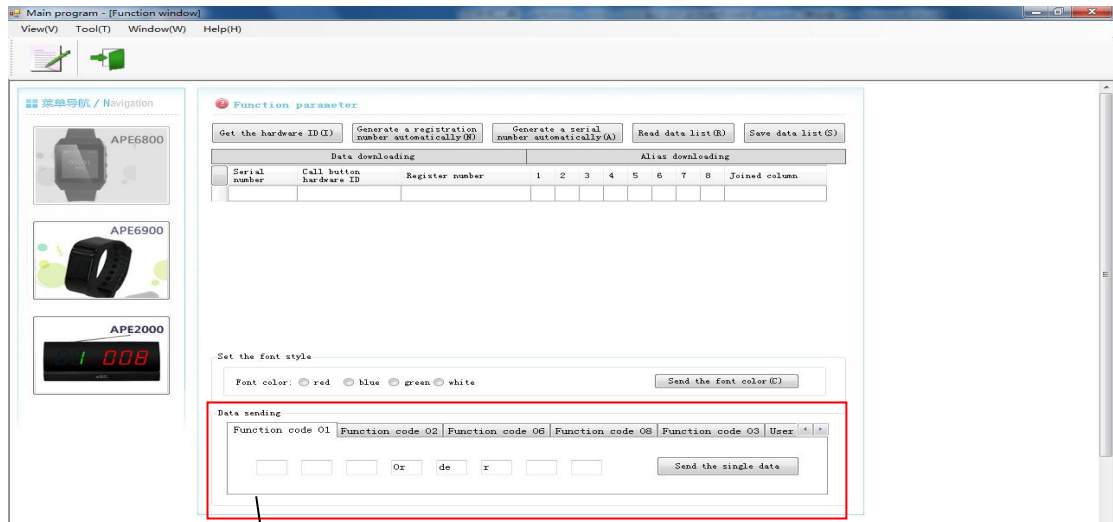 Main program - [Function window]
View(V) Tool(T) Window(W) Help(H)
菜单导航 / Navigation
APE6800
APE6900
APE2000
1 008
Function parameter
Get the hardware ID(I)
Generate a registration
number automatically(N)
Generate a serial
number automatically(A)
Read data list(R)
Save data list(S)
Data downloading Alias downloading
Serial
number
Call button
hardware ID
Register number 1 2 3 4 5 6 7 8 Joined column
Set the font style
Font color: red blue green white Send the font color(C)
Data sending
Function code 01 Function code 02 Function code 06 Function code 08 Function code 03 User
Or de r Send the single data